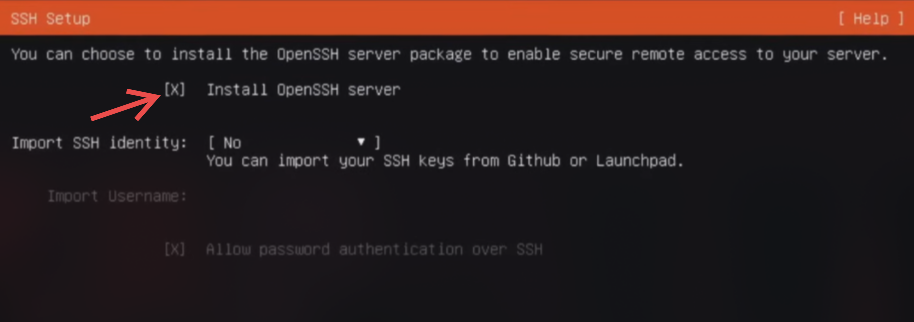 SSH Setup [ Help ]
You can choose to install the OpenSSH server package to enable secure remote access to your server.
[X] Install OpenSSH server
Import SSH identity: [ No ▾ ]
You can import your SSH keys from Github or Launchpad.
Import Username:
[X] Allow password authentication over SSH